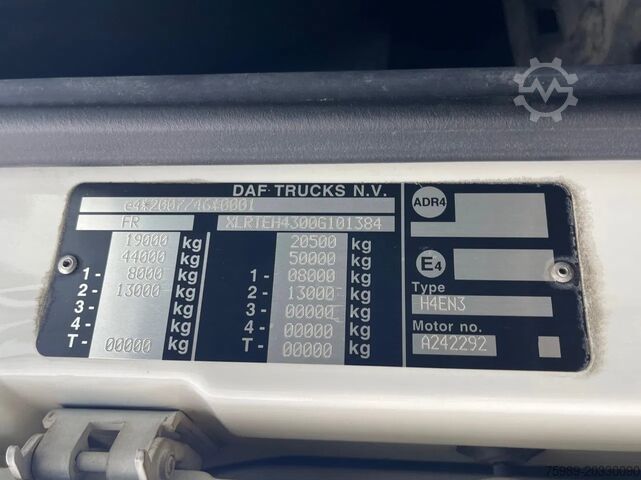 DAF TRUCKS N.V.
e4*2007/46*0001
FR XLRTEH4300G101384
19000 kg 20500 kg
44000 kg 50000 kg
1 - 8000 kg 1 - 08000 kg
2 - 13000 kg 2 - 13000 kg
3 - kg 3 - 00000 kg
4 - kg 4 - 00000 kg
T - 00000 kg T - 00000 kg
ADR4
E4
Type
H4EN3
Motor no.
A242292
75989-20930090